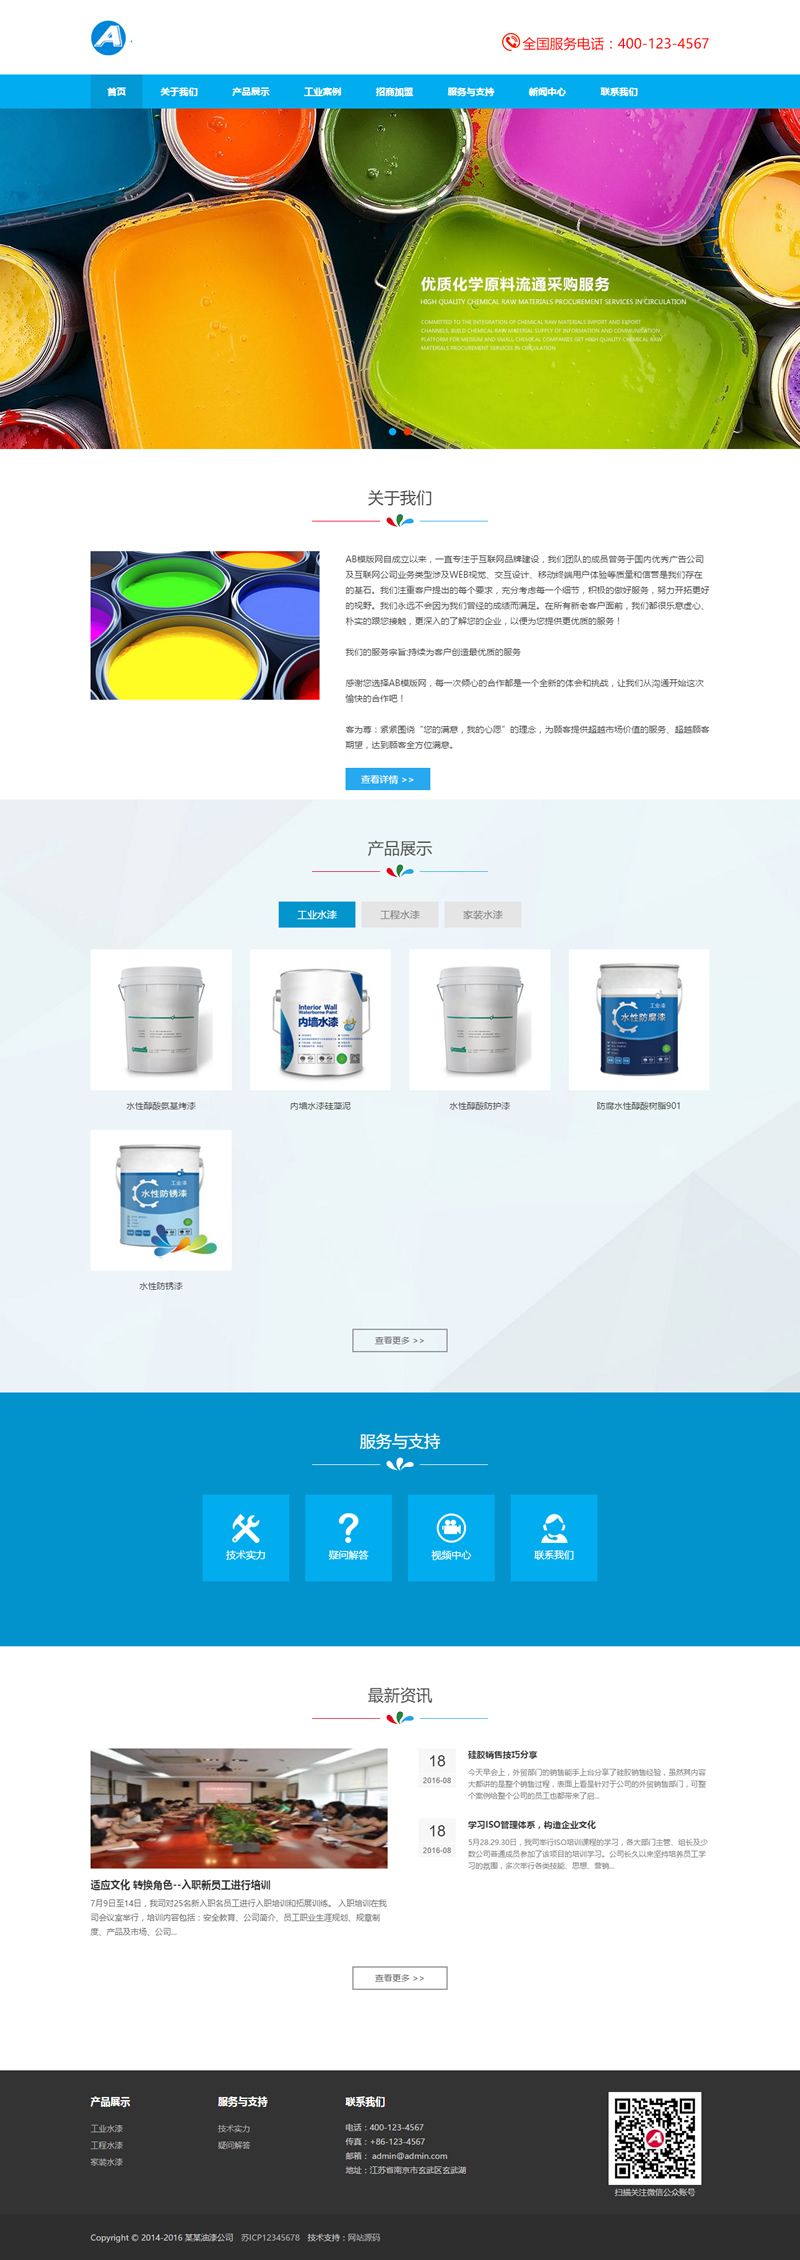 A
全国服务电话：400-123-4567
首页 关于我们 产品展示 工业案例 招商加盟 服务与支持 新闻中心 联系我们
优质化学原料流通采购服务
HIGH QUALITY CHEMICAL RAW MATERIALS PROCUREMENT SERVICES IN CIRCULATION
COMMITTED TO THE INTEGRATION OF CHEMICAL RAW MATERIALS IMPORT AND EXPORT
CHANNELS. BUILD CHEMICAL RAW MATERIAL SUPPLY OF INFORMATION AND COMMUNICATION
PLATFORM FOR MEDIUM AND SMALL CHEMICAL COMPANIES GET HIGH QUALITY CHEMICAL RAW
MATERIALS PROCUREMENT SERVICES IN CIRCULATION
关于我们
AB模版网自成立以来，一直专注于互联网品牌建设，我们团队的成员曾务于国内优秀广告公司
及互联网公司业务类型涉及WEB视觉、交互设计、移动终端用户体验等质量和信誉是我们存在
的基石。我们注重客户提出的每个要求，充分考虑每一个细节，积极的做好服务，努力开拓更好
的视野。我们永远不会因为我们曾经的成绩而满足。在所有新老客户面前，我们都很乐意虚心、
朴实的跟您接触，更深入的了解您的企业，以便为您提供更优质的服务！
我们的服务宗旨:持续为客户创造最优质的服务
感谢您选择AB模版网，每一次倾心的合作都是一个全新的体会和挑战，让我们从沟通开始这次
愉快的合作吧！
客为尊：紧紧围绕“您的满意，我的心愿”的理念，为顾客提供超越市场价值的服务、超越顾客
期望，达到顾客全方位满意。
查看详情 >>
产品展示
工业水漆 工程水漆 家装水漆
Interior Wall
Waterborne Paint
内墙水漆
工业漆
水性防腐漆
水性醇酸氨基烤漆 内墙水漆硅藻泥 水性醇酸防护漆 防腐水性醇酸树脂901
工业漆
水性防锈漆
水性防锈漆
查看更多 >>
服务与支持
技术实力 疑问解答 视频中心 联系我们
最新资讯
18
2016-08
硅胶销售技巧分享
今天早会上，外贸部门的销售能手上台分享了硅胶销售经验，虽然其内容
大都讲的是整个销售过程，表面上看是针对于公司的外贸销售部门，可整
个案例给整个公司的员工也都带来了启...
18
2016-08
学习ISO管理体系，构造企业文化
5月28.29.30日，我司举行ISO培训课程的学习，各大部门主管、组长及少
数公司普通成员参加了该项目的培训学习。公司长久以来坚持培养员工学
习的氛围，多次举行各类技能、思想、营销...
适应文化 转换角色--入职新员工进行培训
7月9日至14日，我司对25名新入职名员工进行入职培训和拓展训练。 入职培训在我
司会议室举行，培训内容包括：安全教育、公司简介、员工职业生涯规划、规章制
度、产品及市场、公司...
查看更多 >>
产品展示
工业水漆
工程水漆
家装水漆
服务与支持
技术实力
疑问解答
联系我们
电话：400-123-4567
传真：+86-123-4567
邮箱： admin@admin.com
地址：江苏省南京市玄武区玄武湖
扫描关注微信公众账号
Copyright © 2014-2016 某某油漆公司 苏ICP12345678 技术支持：网站源码